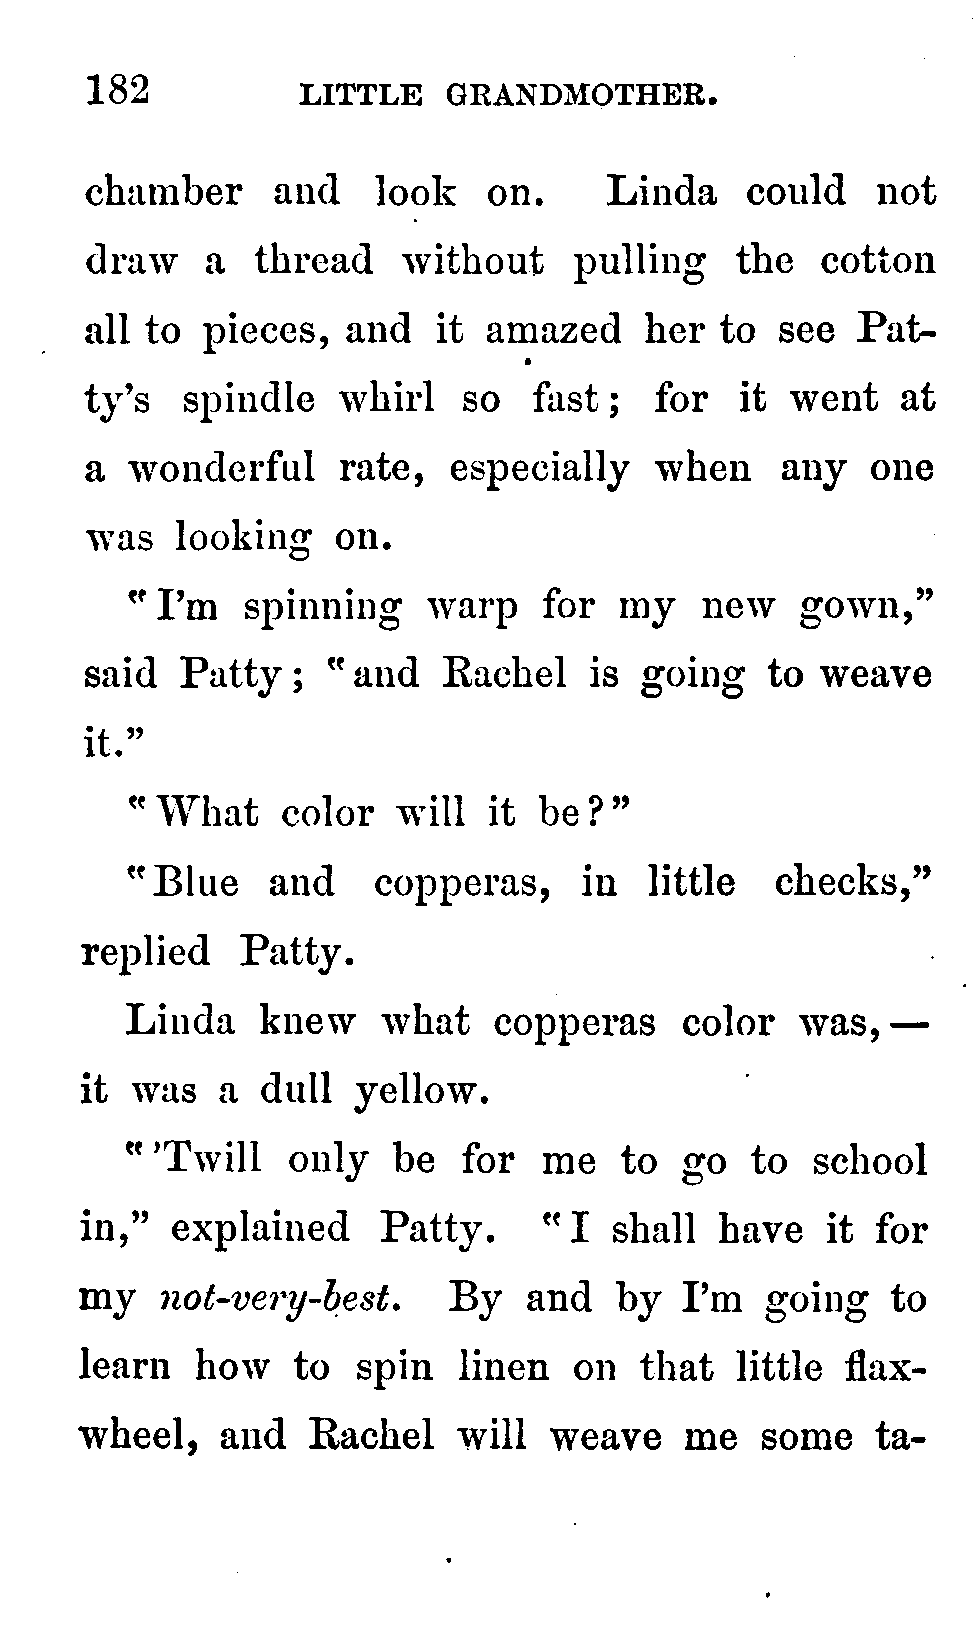 182 LITTLE GRANDMOTHER.
chamber and look on. Linda could not
draw a thread without pulling the cotton
all to pieces, and it amazed her to see Pat-
ty's spindle whirl so fast; for it went at
a wonderful rate, especially when any one
was looking on.
"I'm spinning warp for my new gown,"
said Patty; "and Rachel is going to weave
it."
"What color will it be?"
"Blue and copperas, in little checks,"
replied Patty.
Linda knew what copperas color was, —
it was a dull yellow.
"'Twill only be for me to go to school
in," explained Patty. "I shall have it for
my not-very-best. By and by I'm going to
learn how to spin linen on that little flax-
wheel, and Rachel will weave me some ta-